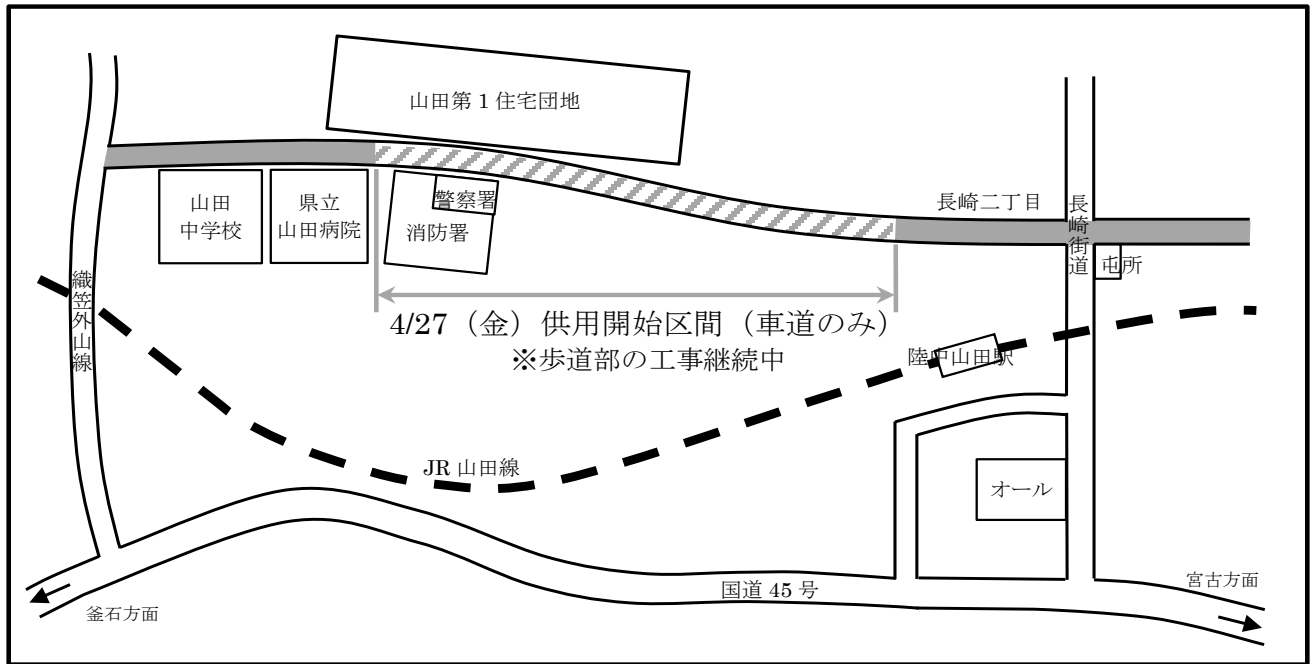 山田第 1 住宅団地
山田
中学校
県立
山田病院
警察署
消防署
長崎二丁目
長崎街道
屯所
織笠外山線
4/27（金）供用開始区間（車道のみ）
※歩道部の工事継続中
陸中山田駅
JR 山田線
オール
国道 45 号
釜石方面
宮古方面